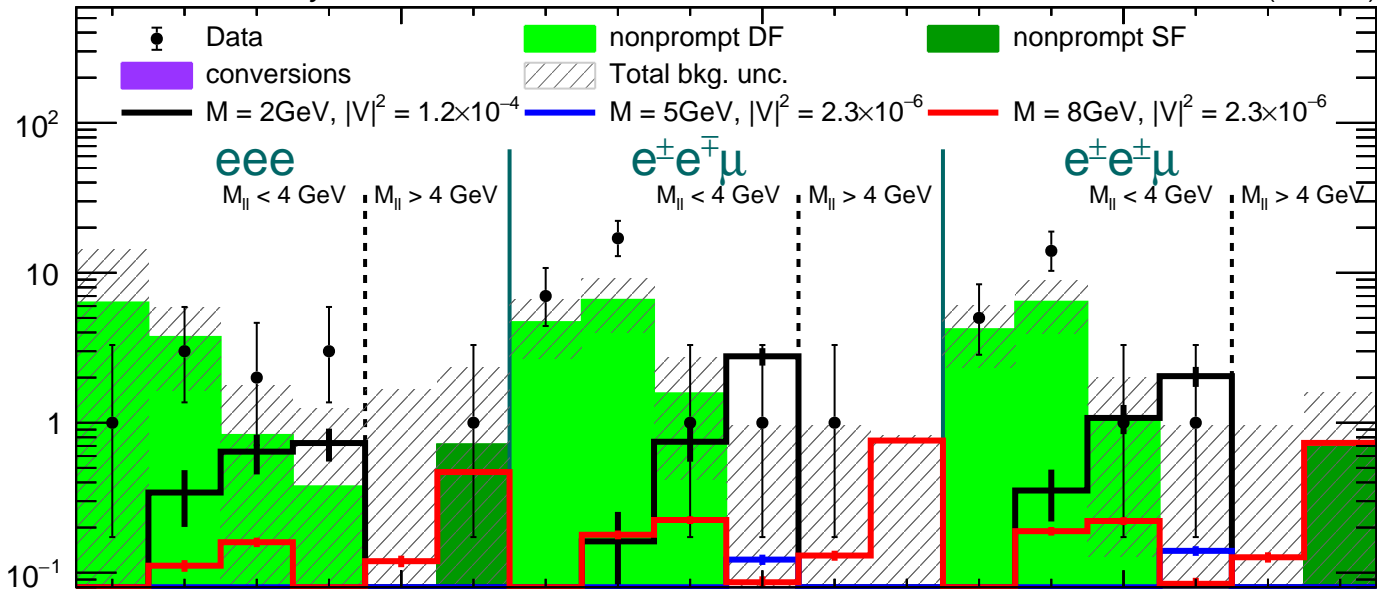 Data nonprompt DF nonprompt SF
conversions Total bkg. unc.
M = 2GeV, |V|² = 1.2×10⁻⁴ M = 5GeV, |V|² = 2.3×10⁻⁶ M = 8GeV, |V|² = 2.3×10⁻⁶
10²
eee e±e∓μ e±e±μ
M_ll < 4 GeV M_ll > 4 GeV M_ll < 4 GeV M_ll > 4 GeV M_ll < 4 GeV M_ll > 4 GeV
10
1
10⁻¹